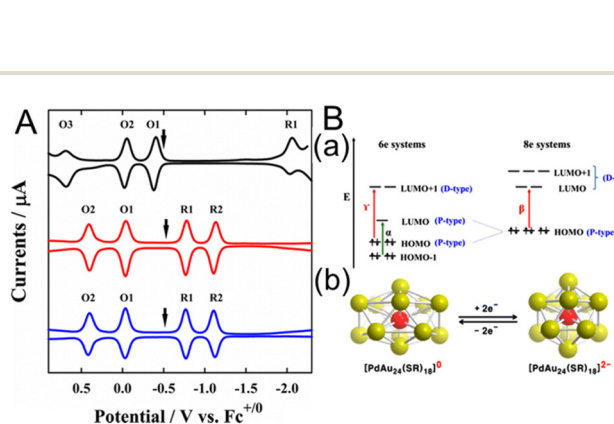 A
O3 O2 O1 R1
O2 O1 R1 R2
O2 O1 R1 R2
Currents / μA
0.5 0.0 -0.5 -1.0 -1.5 -2.0
Potential / V vs. Fc+/0
B
(a)
6e systems 8e systems
E
LUMO+1 (D-type)
LUMO (P-type)
HOMO (P-type)
HOMO-1
γ
α
LUMO+1
(D-
LUMO
β
HOMO (P-type
(b)
+ 2e⁻
− 2e⁻
[PdAu24(SR)18]0
[PdAu24(SR)18]2-